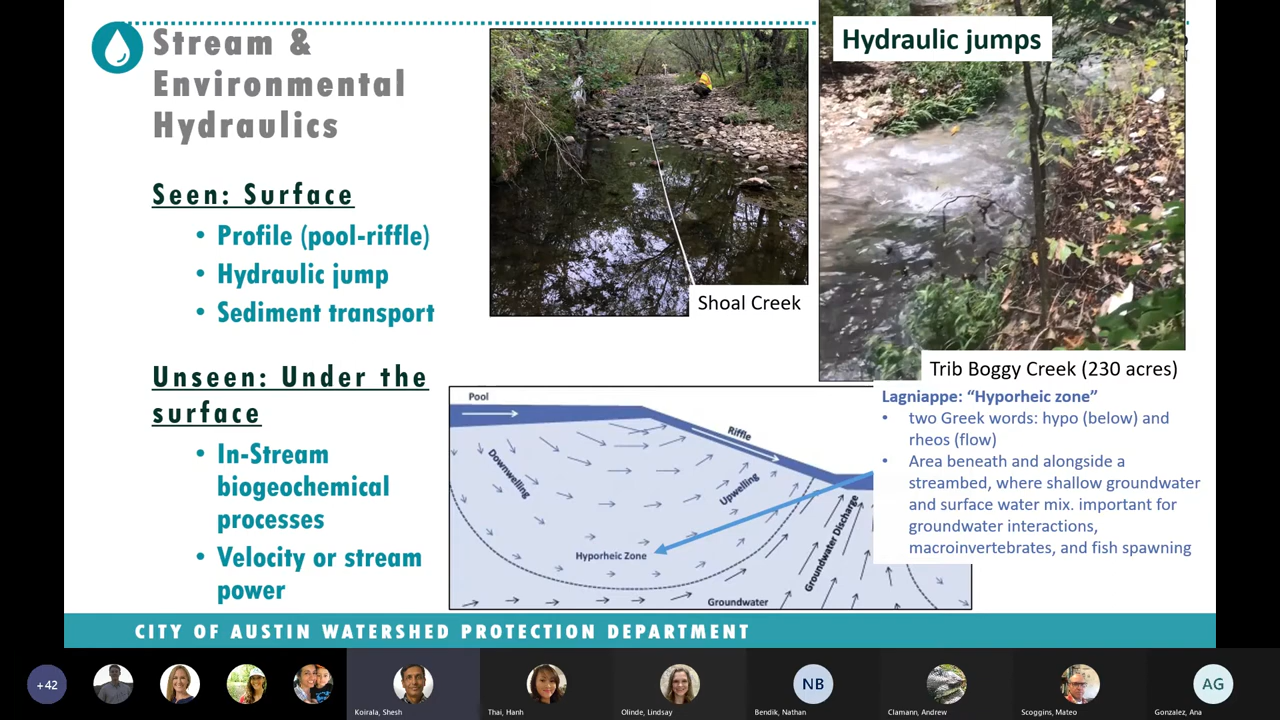 Stream &
Environmental
Hydraulics
Seen: Surface
• Profile (pool-riffle)
• Hydraulic jump
• Sediment transport
Unseen: Under the
surface
• In-Stream
biogeochemical
processes
• Velocity or stream
power
Shoal Creek
Hydraulic jumps
Trib Boggy Creek (230 acres)
Pool
Riffle
Downwelling
Upwelling
Hyporheic Zone
Groundwater Discharge
Groundwater
Lagniappe: “Hyporheic zone”
• two Greek words: hypo (below) and
rheos (flow)
• Area beneath and alongside a
streambed, where shallow groundwater
and surface water mix. important for
groundwater interactions,
macroinvertebrates, and fish spawning
CITY OF AUSTIN WATERSHED PROTECTION DEPARTMENT
+42
Koirala, Shesh
Thai, Hanh
Olinde, Lindsay
NB
Bendik, Nathan
Clamann, Andrew
Scoggins, Mateo
AG
Gonzalez, Ana